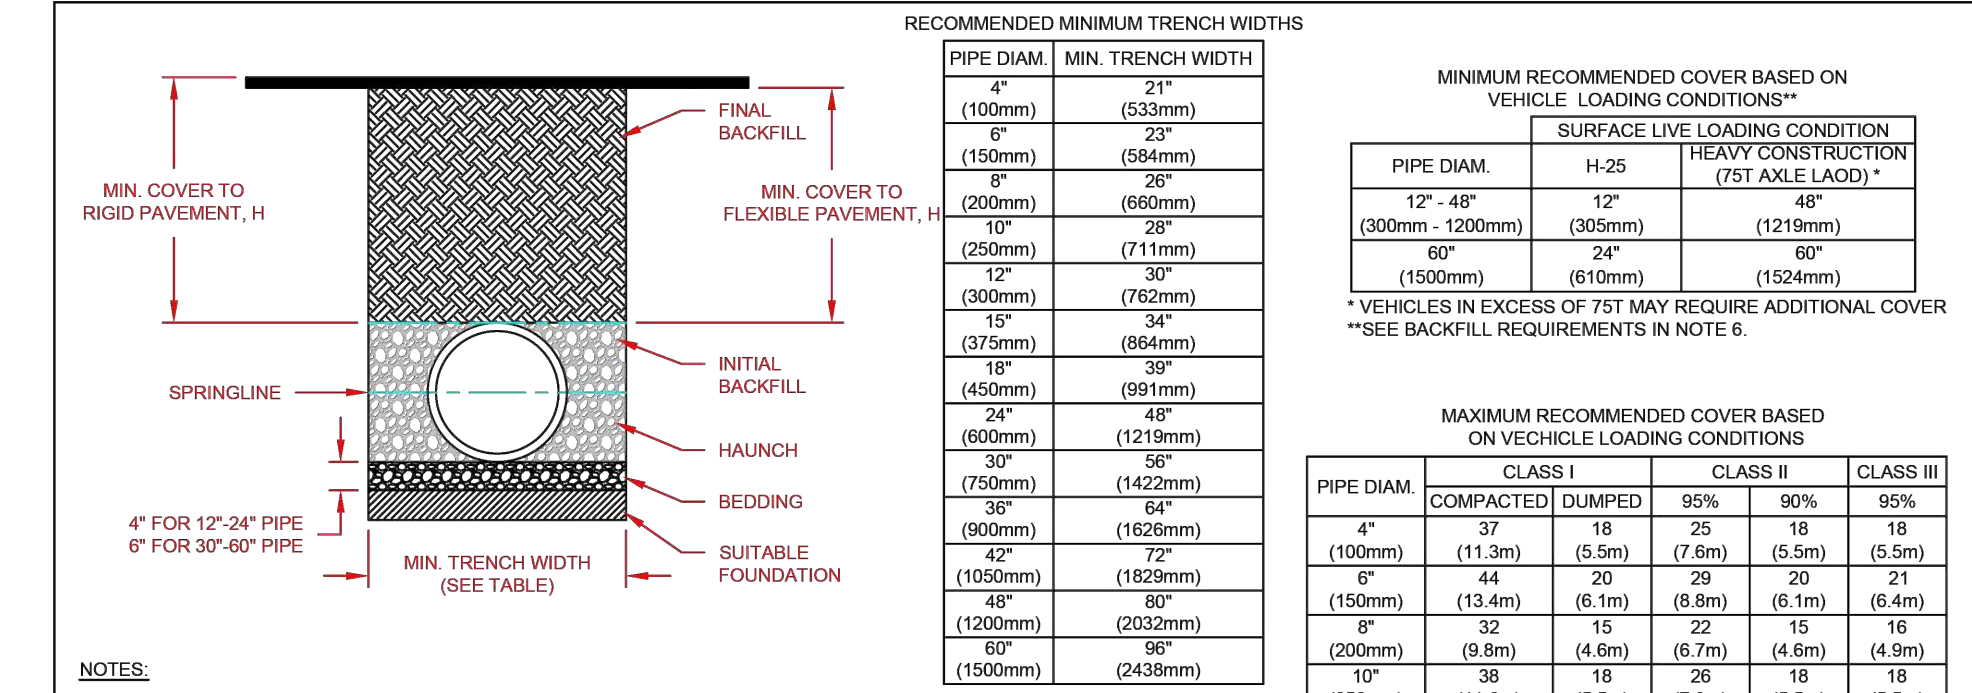 RECOMMENDED MINIMUM TRENCH WIDTHS
PIPE DIAM. MIN. TRENCH WIDTH
4" 21"
(100mm) (533mm)
6" 23"
(150mm) (584mm)
8" 26"
(200mm) (660mm)
10" 28"
(250mm) (711mm)
12" 30"
(300mm) (762mm)
15" 34"
(375mm) (864mm)
18" 39"
(450mm) (991mm)
24" 48"
(600mm) (1219mm)
30" 56"
(750mm) (1422mm)
36" 64"
(900mm) (1626mm)
42" 72"
(1050mm) (1829mm)
48" 80"
(1200mm) (2032mm)
60" 96"
(1500mm) (2438mm)
FINAL
BACKFILL
MIN. COVER TO
RIGID PAVEMENT, H
MIN. COVER TO
FLEXIBLE PAVEMENT, H
INITIAL
BACKFILL
SPRINGLINE
HAUNCH
BEDDING
4" FOR 12"-24" PIPE
6" FOR 30"-60" PIPE
MIN. TRENCH WIDTH
(SEE TABLE)
SUITABLE
FOUNDATION
NOTES:
MINIMUM RECOMMENDED COVER BASED ON
VEHICLE LOADING CONDITIONS**
SURFACE LIVE LOADING CONDITION
PIPE DIAM. H-25 HEAVY CONSTRUCTION
(75T AXLE LAOD) *
12" - 48" 12" 48"
(300mm - 1200mm) (305mm) (1219mm)
60" 24" 60"
(1500mm) (610mm) (1524mm)
* VEHICLES IN EXCESS OF 75T MAY REQUIRE ADDITIONAL COVER
**SEE BACKFILL REQUIREMENTS IN NOTE 6.
MAXIMUM RECOMMENDED COVER BASED
ON VECHICLE LOADING CONDITIONS
PIPE DIAM. CLASS I CLASS II CLASS III
COMPACTED DUMPED 95% 90% 95%
4" 37 18 25 18 18
(100mm) (11.3m) (5.5m) (7.6m) (5.5m) (5.5m)
6" 44 20 29 20 21
(150mm) (13.4m) (6.1m) (8.8m) (6.1m) (6.4m)
8" 32 15 22 15 16
(200mm) (9.8m) (4.6m) (6.7m) (4.6m) (4.9m)
10" 38 18 26 18 18